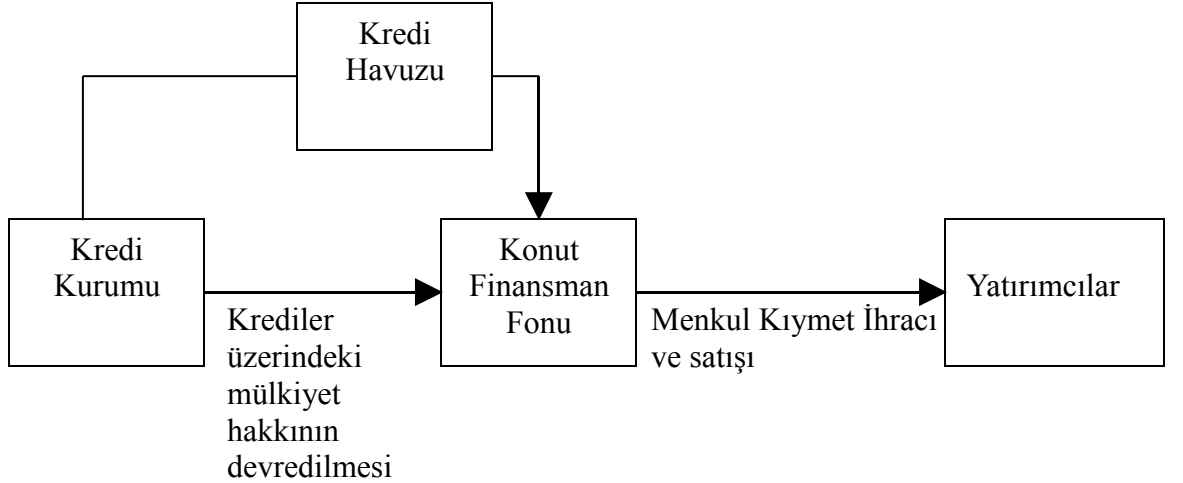 Kredi
Havuzu
Kredi
Kurumu
Krediler
üzerindeki
mülkiyet
hakkının
devredilmesi
Konut
Finansman
Fonu
Menkul Kıymet İhracı
ve satışı
Yatırımcılar